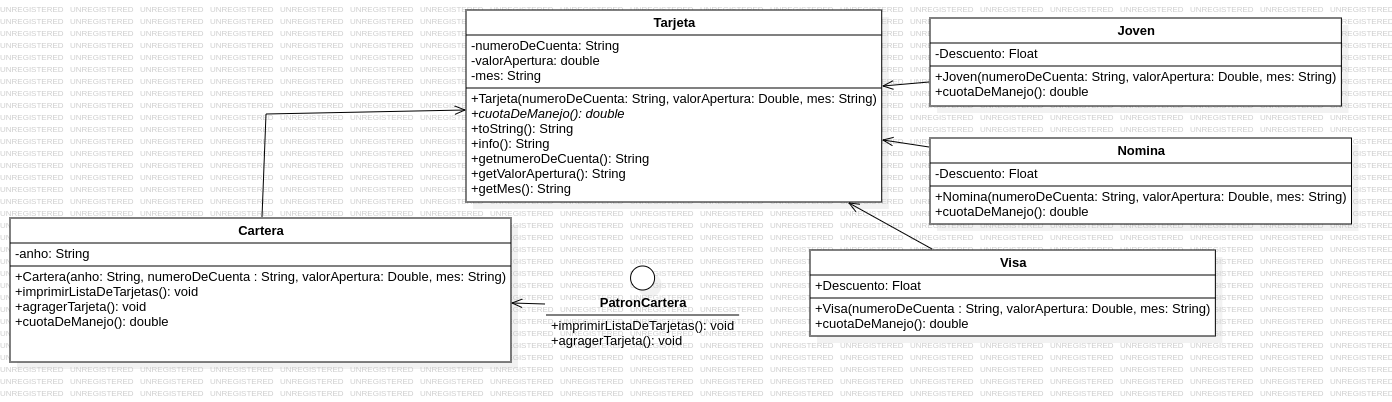 Tarjeta
-numeroDeCuenta: String
-valorApertura: double
-mes: String
+Tarjeta(numeroDeCuenta: String, valorApertura: Double, mes: String)
+cuotaDeManejo(): double
+toString(): String
+info(): String
+getnumeroDeCuenta(): String
+getValorApertura(): String
+getMes(): String
Joven
-Descuento: Float
+Joven(numeroDeCuenta: String, valorApertura: Double, mes: String)
+cuotaDeManejo(): double
Nomina
-Descuento: Float
+Nomina(numeroDeCuenta: String, valorApertura: Double, mes: String)
+cuotaDeManejo(): double
Cartera
-anho: String
+Cartera(anho: String, numeroDeCuenta : String, valorApertura: Double, mes: String)
+imprimirListaDeTarjetas(): void
+agragerTarjeta(): void
+cuotaDeManejo(): double
PatronCartera
+imprimirListaDeTarjetas(): void
+agragerTarjeta(): void
Visa
+Descuento: Float
+Visa(numeroDeCuenta : String, valorApertura: Double, mes: String)
+cuotaDeManejo(): double
UNREGISTERED